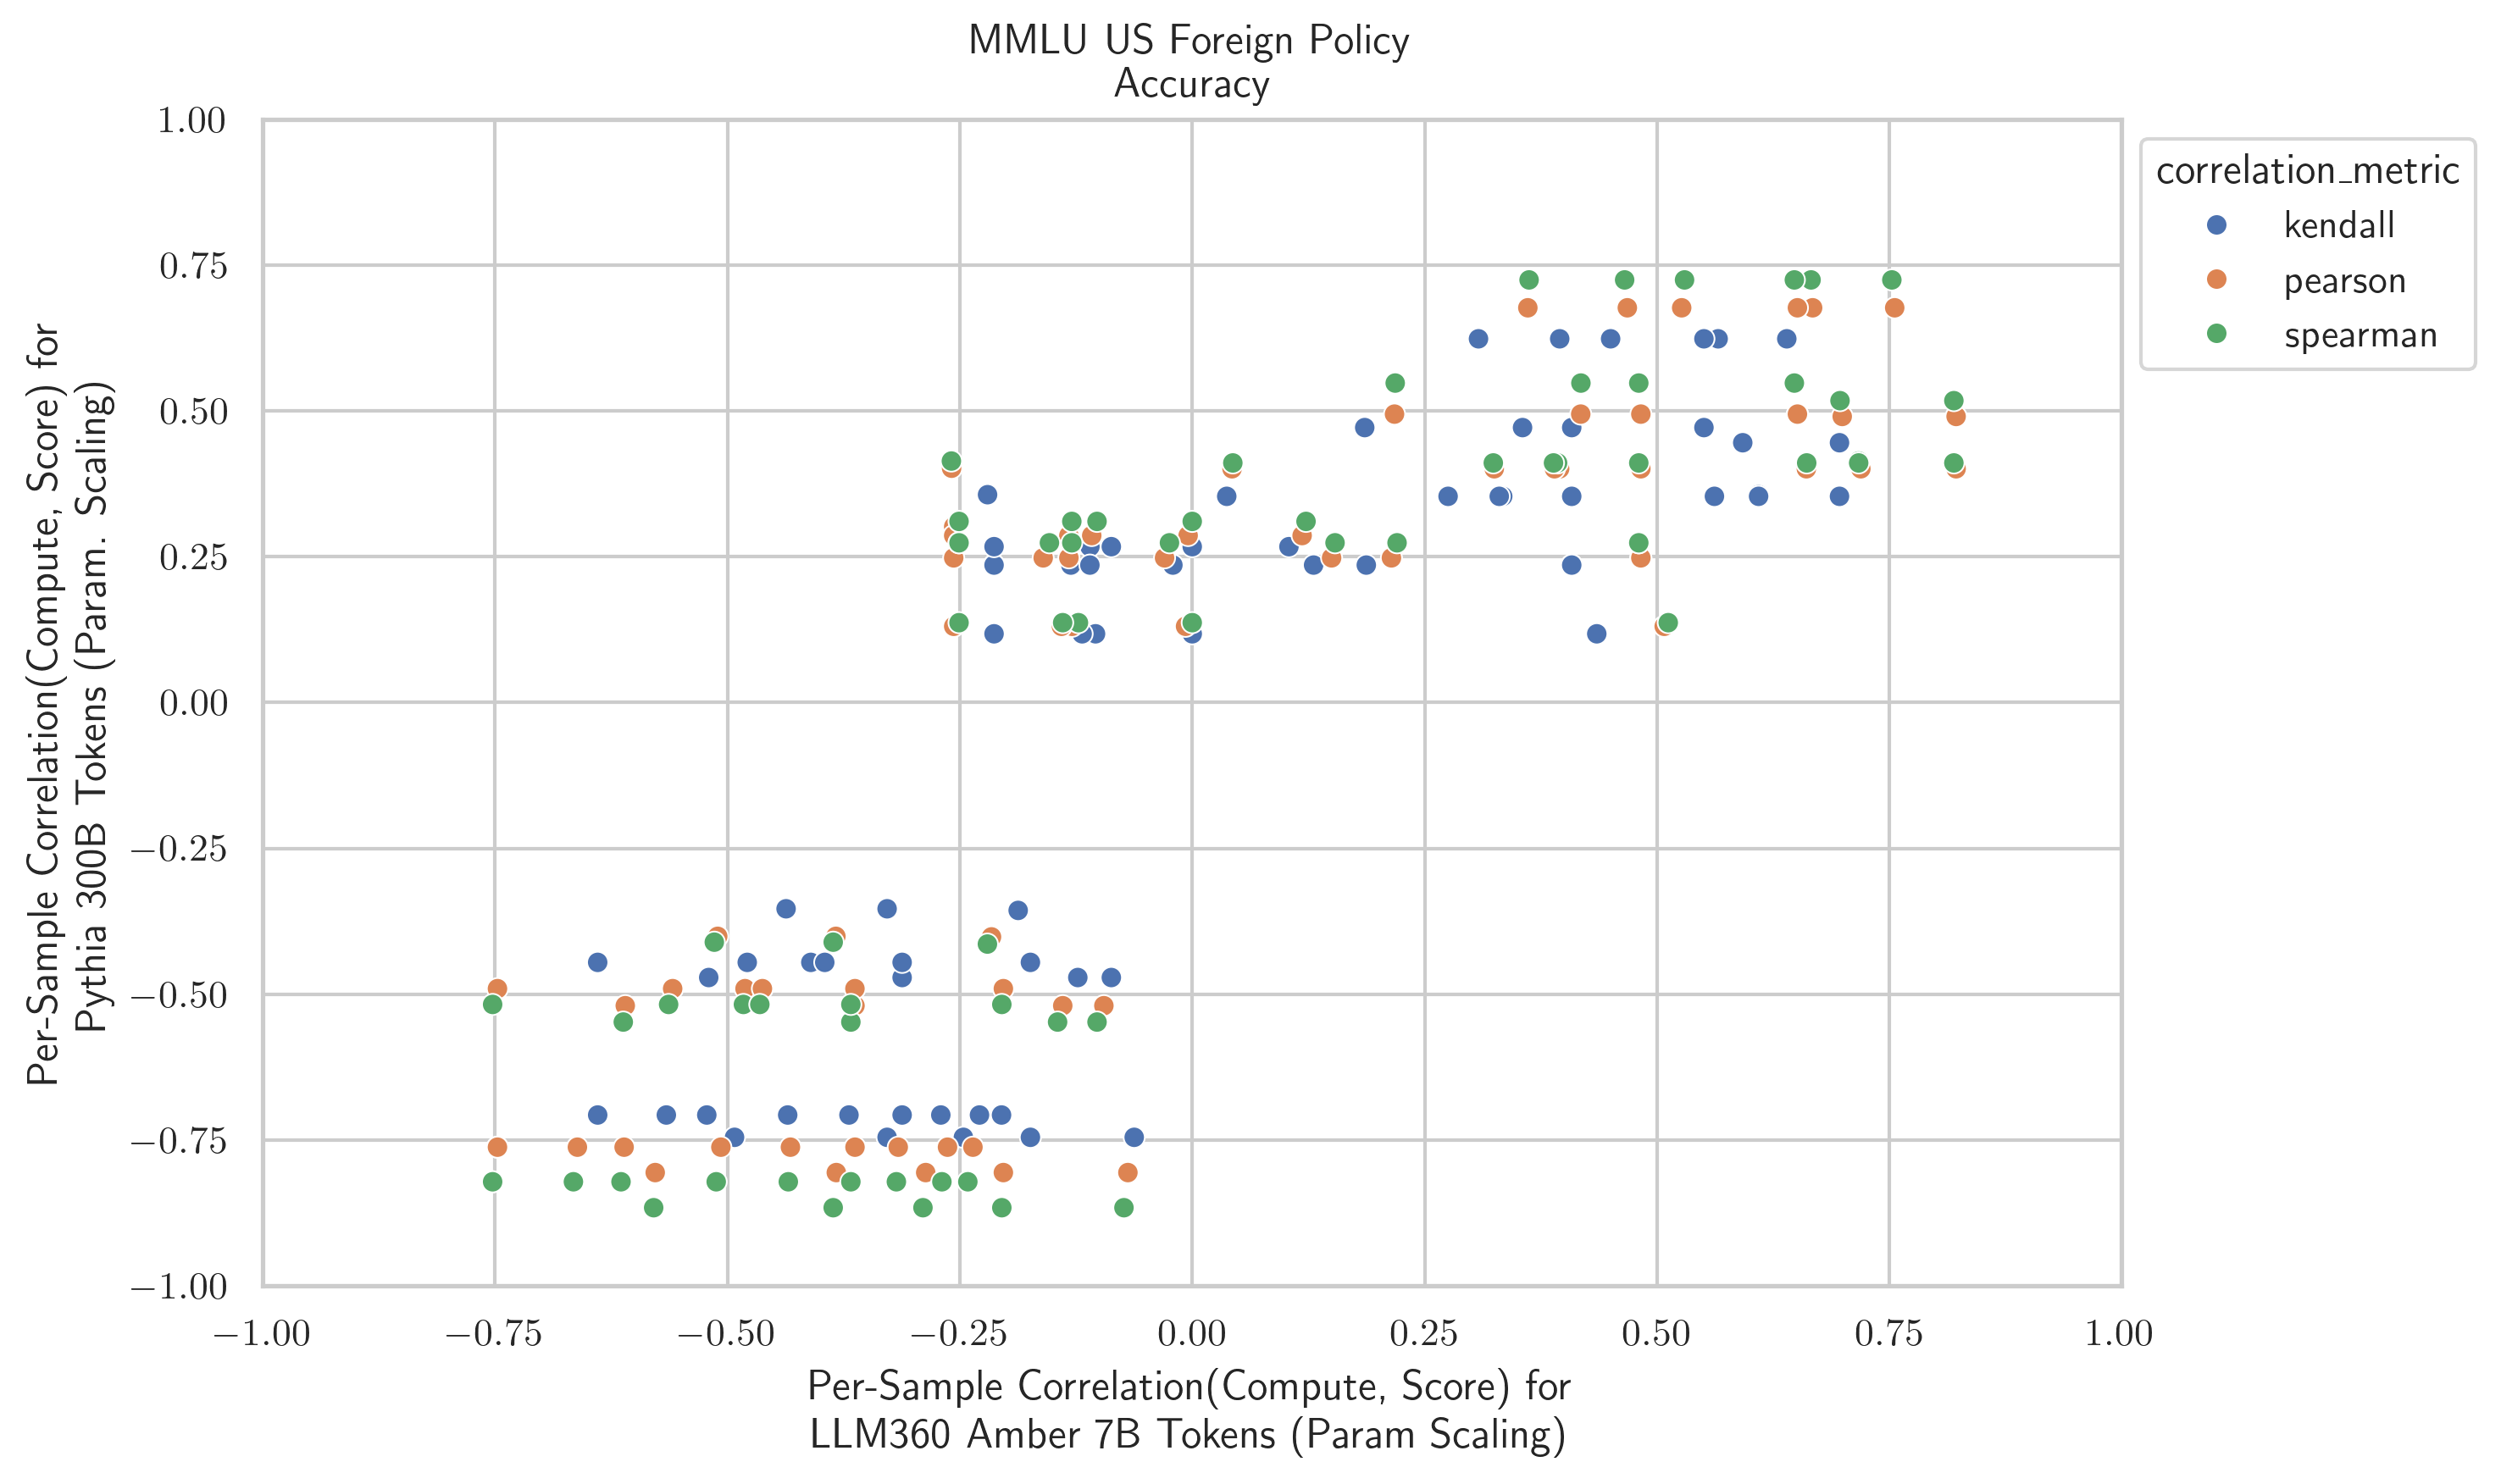 MMLU US Foreign Policy
Accuracy
Per-Sample Correlation(Compute, Score) for
Pythia 300B Tokens (Param. Scaling)
1.00
0.75
0.50
0.25
0.00
−0.25
−0.50
−0.75
−1.00
−1.00
−0.75
−0.50
−0.25
0.00
0.25
0.50
0.75
1.00
Per-Sample Correlation(Compute, Score) for
LLM360 Amber 7B Tokens (Param Scaling)
correlation_metric
kendall
pearson
spearman